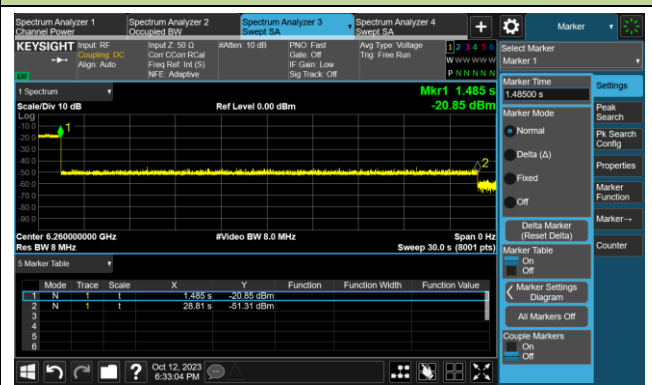 Spectrum Analyzer 1
Channel Power
Spectrum Analyzer 2
Occupied BW
Spectrum Analyzer 3
Swept SA
Spectrum Analyzer 4
Swept SA
+
Marker
KEYSIGHT
Input: RF
Coupling: DC
Align: Auto
Input Z: 50 Ω
Corr CCorr RCal
Freq Ref: Int (S)
NFE: Adaptive
#Atten: 10 dB
PNO: Fast
Gate: Off
IF Gain: Low
Sig Track: Off
Avg Type: Voltage
Trig: Free Run
1 2 3 4 5 6
W W W W W W
P N N N N N
LXI
Select Marker
Marker 1
1 Spectrum
Scale/Div 10 dB
Ref Level 0.00 dBm
Mkr1 1.485 s
-20.85 dBm
Log
-10.0
-20.0
-30.0
-40.0
-50.0
-60.0
-70.0
-80.0
-90.0
1
2
Center 6.260000000 GHz
Res BW 8 MHz
#Video BW 8.0 MHz
Span 0 Hz
Sweep 30.0 s (8001 pts)
5 Marker Table
Mode Trace Scale X Y Function Function Width Function Value
1 N 1 t 1.485 s -20.85 dBm
2 N 1 t 28.81 s -51.31 dBm
3
4
5
6
Marker Time
1.48500 s
Marker Mode
Normal
Delta (Δ)
Fixed
Off
Delta Marker
(Reset Delta)
Marker Table
On
Off
Marker Settings
Diagram
All Markers Off
Couple Markers
On
Off
Settings
Peak
Search
Pk Search
Config
Properties
Marker
Function
Marker→
Counter
?
Oct 12, 2023
6:33:04 PM